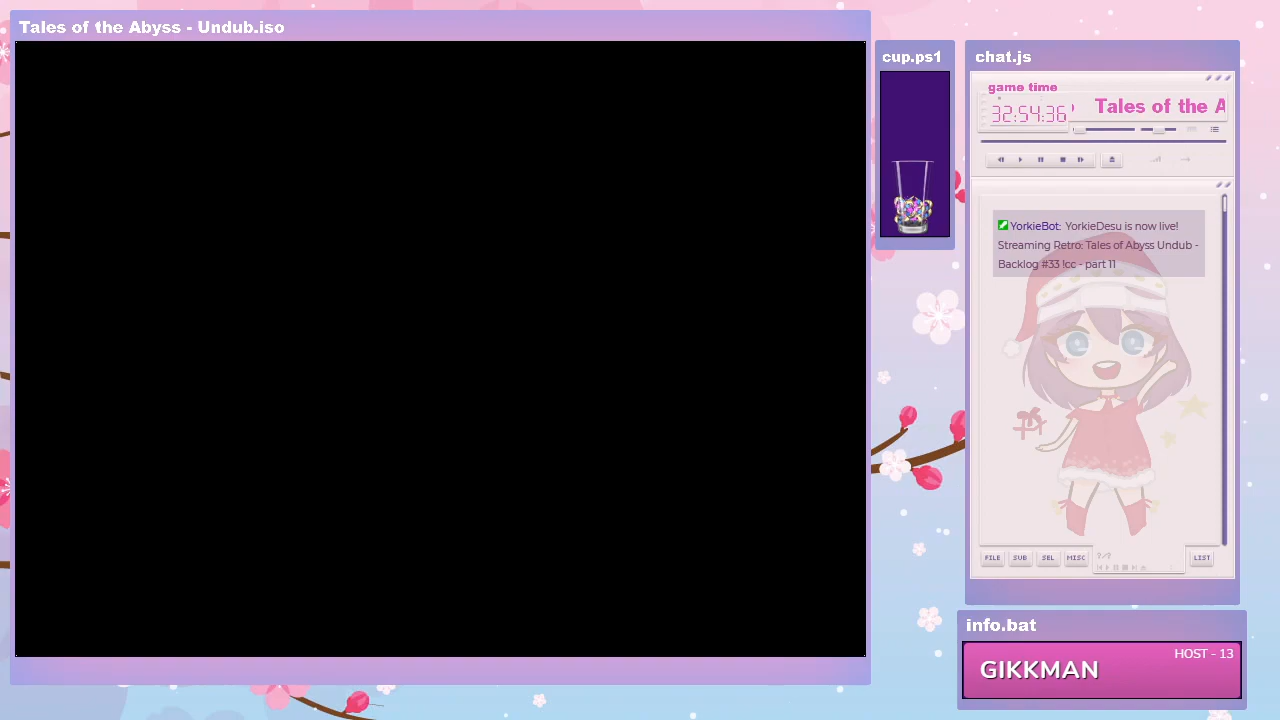 Tales of the Abyss - Undub.iso
cup.ps1
chat.js
game time
32:54:36
Tales of the A
YorkieBot: YorkieDesu is now live!
Streaming Retro: Tales of Abyss Undub -
Backlog #33 !cc - part 11
FILE
SUB
SEL
MISC
?/?
LIST
info.bat
HOST - 13
GIKKMAN